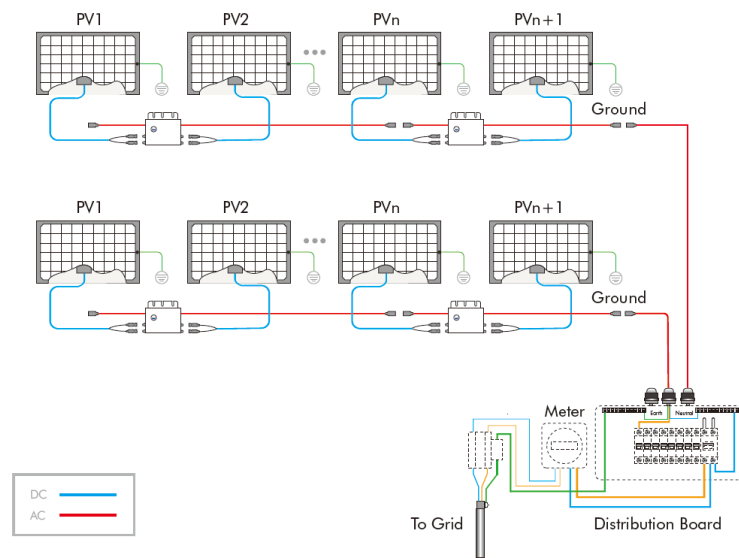 PV1 PV2 PVn PVn+1
Ground
PV1 PV2 PVn PVn+1
Ground
Earth Neutral
Meter
DC
AC
To Grid Distribution Board